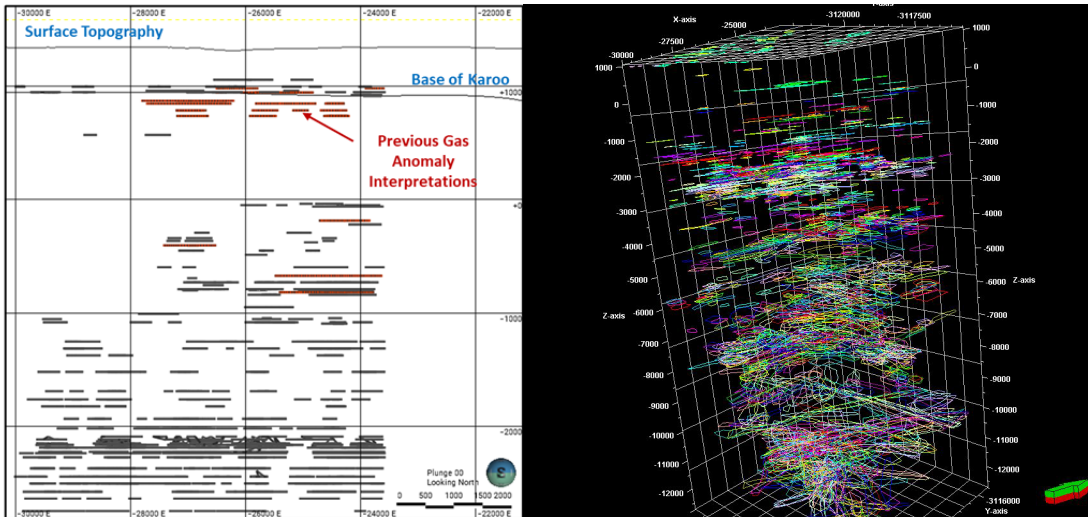 -30000 E
-28000 E
-26000 E
-24000 E
-22000 E
Surface Topography
Base of Karoo
+1000
Previous Gas
Anomaly
Interpretations
+0
-1000
-2000
Plunge 00
Looking North
0 500 1000 1500 2000
-30000 E
-28000 E
-26000 E
-24000 E
-22000 E
X-axis
-30000
-27500
-25000
-3120000
-3117500
1000
0
-1000
-2000
-3000
-4000
-5000
-6000
-7000
-8000
-9000
-10000
-11000
-12000
Z-axis
1000
0
-1000
-2000
-3000
-4000
-5000
-6000
-7000
-8000
-9000
-10000
-11000
-12000
Z-axis
-3116000
Y-axis